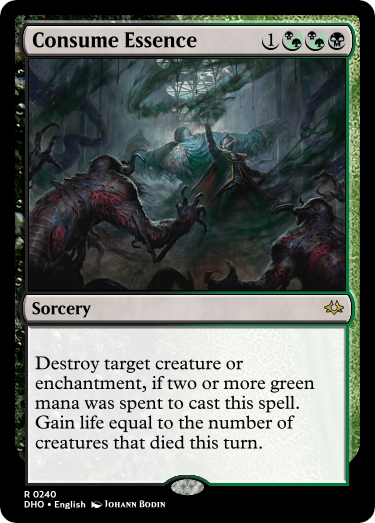 Consume Essence 1
Sorcery
Destroy target creature or
enchantment, if two or more green
mana was spent to cast this spell.
Gain life equal to the number of
creatures that died this turn.
R 0240
DHO • English Johann Bodin